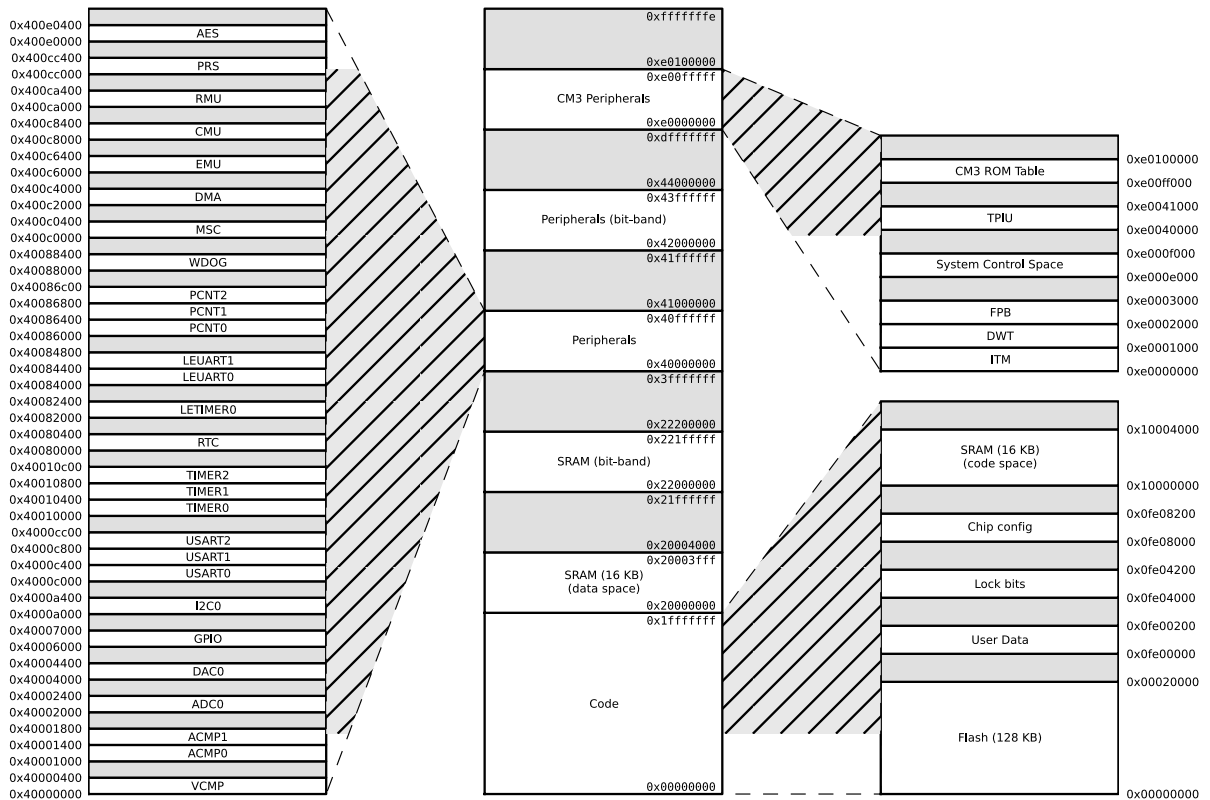 0x400e0400
AES
0x400e0000
0x400cc400
PRS
0x400cc000
0x400ca400
RMU
0x400ca000
0x400c8400
CMU
0x400c8000
0x400c6400
EMU
0x400c6000
0x400c4000
DMA
0x400c2000
0x400c0400
MSC
0x400c0000
0x40088400
WDOG
0x40088000
0x40086c00
PCNT2
0x40086800
PCNT1
0x40086400
PCNT0
0x40086000
0x40084800
LEUART1
0x40084400
LEUART0
0x40084000
0x40082400
LETIMER0
0x40082000
0x40080400
RTC
0x40080000
0x40010c00
TIMER2
0x40010800
TIMER1
0x40010400
TIMER0
0x40010000
0x4000cc00
USART2
0x4000c800
USART1
0x4000c400
USART0
0x4000c000
0x4000a400
I2C0
0x4000a000
0x40007000
GPIO
0x40006000
0x40004400
DAC0
0x40004000
0x40002400
ADC0
0x40002000
0x40001800
ACMP1
0x40001400
ACMP0
0x40001000
0x40000400
VCMP
0x40000000
0xfffffffe
0xe0100000
0xe00fffff
CM3 Peripherals
0xe0000000
0xdfffffff
0x44000000
0x43ffffff
Peripherals (bit-band)
0x42000000
0x41ffffff
0x41000000
0x40ffffff
Peripherals
0x40000000
0x3fffffff
0x22200000
0x221fffff
SRAM (bit-band)
0x22000000
0x21ffffff
0x20004000
0x20003fff
SRAM (16 KB)
(data space)
0x20000000
0x1fffffff
Code
0x00000000
0xe0100000
CM3 ROM Table
0xe00ff000
0xe0041000
TPIU
0xe0040000
0xe000f000
System Control Space
0xe000e000
0xe0003000
FPB
0xe0002000
DWT
0xe0001000
ITM
0xe0000000
0x10004000
SRAM (16 KB)
(code space)
0x10000000
0x0fe08200
Chip config
0x0fe08000
0x0fe04200
Lock bits
0x0fe04000
0x0fe00200
User Data
0x0fe00000
0x00020000
Flash (128 KB)
0x00000000